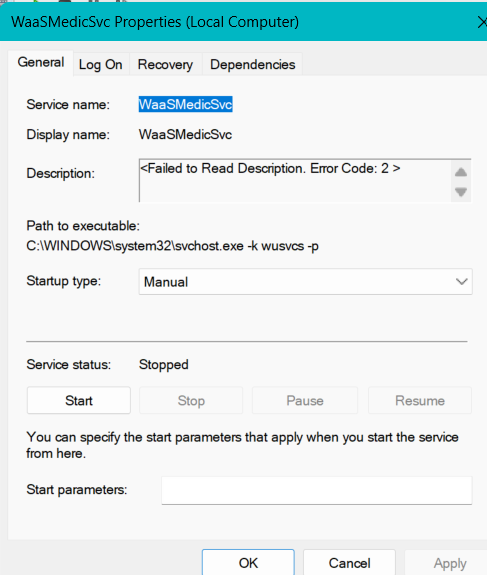 WaaSMedicSvc Properties (Local Computer)
General Log On Recovery Dependencies
Service name: WaaSMedicSvc
Display name: WaaSMedicSvc
Description: <Failed to Read Description. Error Code: 2 >
Path to executable:
C:\WINDOWS\system32\svchost.exe -k wusvcs -p
Startup type: Manual
Service status: Stopped
Start Stop Pause Resume
You can specify the start parameters that apply when you start the service
from here.
Start parameters:
OK Cancel Apply